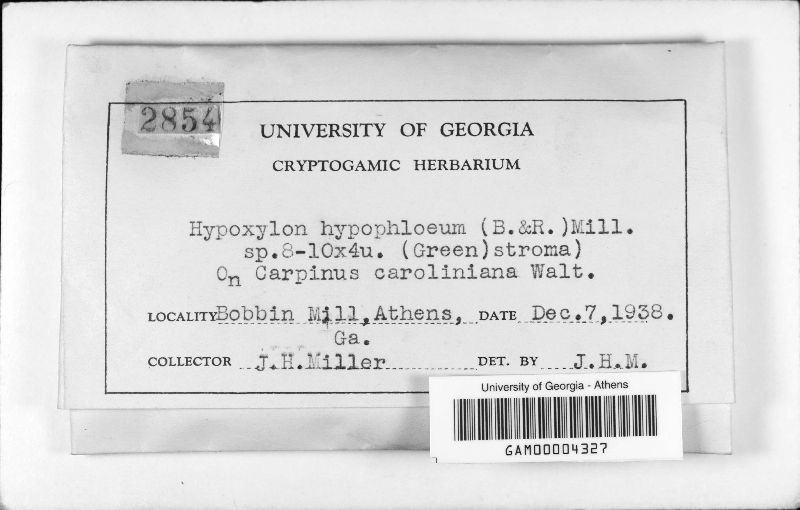 2854
UNIVERSITY OF GEORGIA
CRYPTOGAMIC HERBARIUM
Hypoxylon hypophloeum (B.&R.)Mill.
sp.8-10x4u. (Green)stroma)
On Carpinus caroliniana Walt.
LOCALITY Bobbin Mill,Athens, DATE Dec.7,1938.
Ga.
COLLECTOR J.H.Miller DET. BY J.H.M.
University of Georgia - Athens
GAM00004327